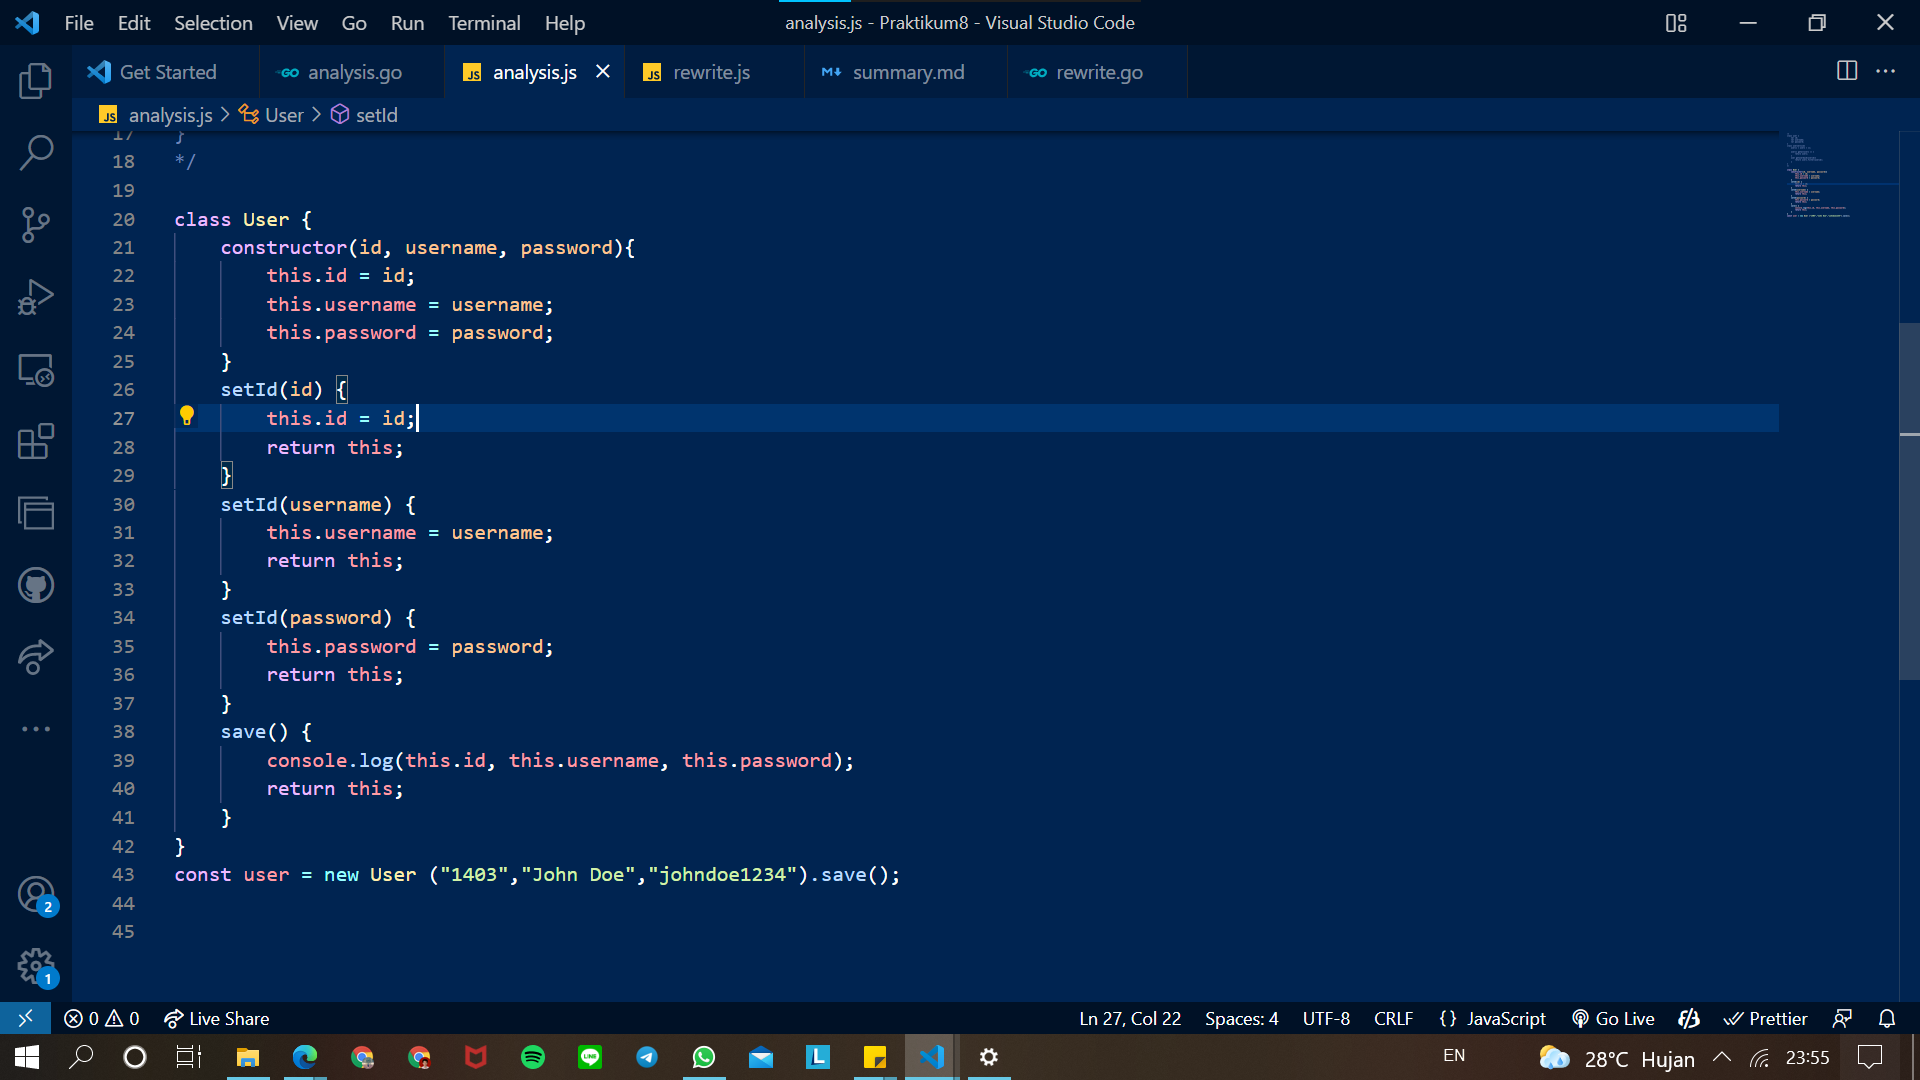 File Edit Selection View Go Run Terminal Help
analysis.js - Praktikum8 - Visual Studio Code
Get Started
GO analysis.go
JS analysis.js
JS rewrite.js
M↓ summary.md
GO rewrite.go
JS analysis.js > User > setId
17 }
18 */
19
20 class User {
21 constructor(id, username, password){
22 this.id = id;
23 this.username = username;
24 this.password = password;
25 }
26 setId(id) {
27 this.id = id;
28 return this;
29 }
30 setId(username) {
31 this.username = username;
32 return this;
33 }
34 setId(password) {
35 this.password = password;
36 return this;
37 }
38 save() {
39 console.log(this.id, this.username, this.password);
40 return this;
41 }
42 }
43 const user = new User ("1403","John Doe","johndoe1234").save();
44
45
2
1
0 0 Live Share
Ln 27, Col 22 Spaces: 4 UTF-8 CRLF {} JavaScript Go Live Prettier
LINE
L
EN
28°C Hujan
23:55